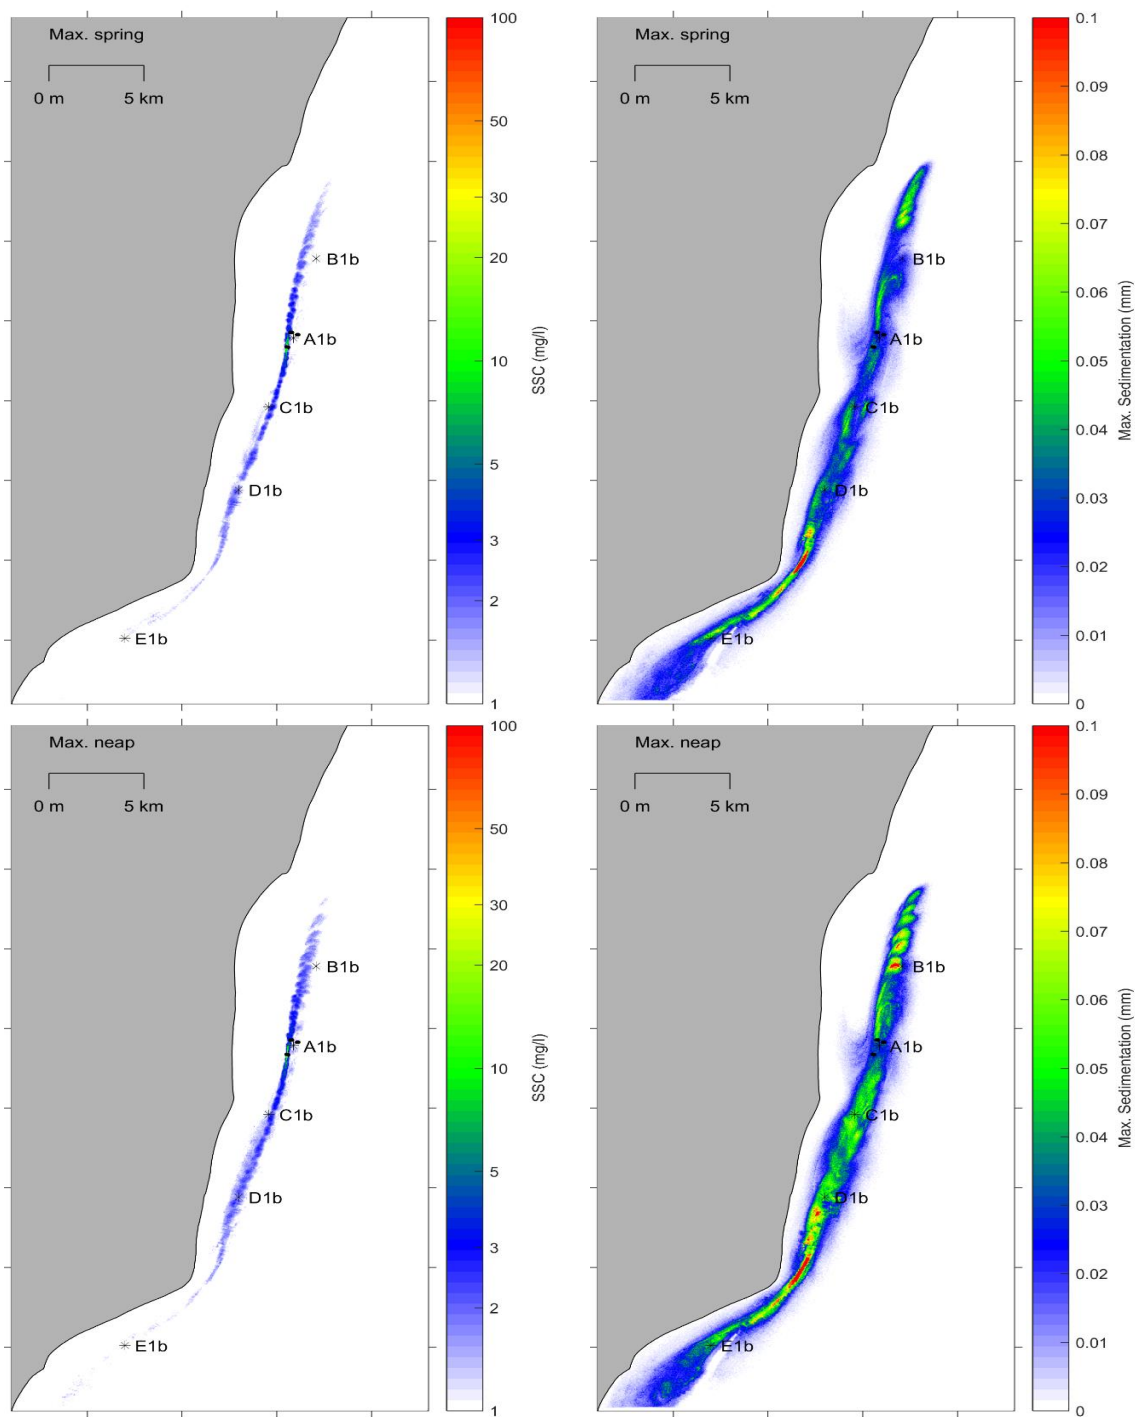 Max. spring
0 m 5 km
B1b
A1b
C1b
D1b
E1b
100
50
30
20
10
5
3
2
1
SSC (mg/l)
Max. spring
0 m 5 km
B1b
A1b
C1b
D1b
E1b
0.1
0.09
0.08
0.07
0.06
0.05
0.04
0.03
0.02
0.01
0
Max. Sedimentation (mm)
Max. neap
0 m 5 km
B1b
A1b
C1b
D1b
E1b
100
50
30
20
10
5
3
2
1
SSC (mg/l)
Max. neap
0 m 5 km
B1b
A1b
C1b
D1b
E1b
0.1
0.09
0.08
0.07
0.06
0.05
0.04
0.03
0.02
0.01
0
Max. Sedimentation (mm)